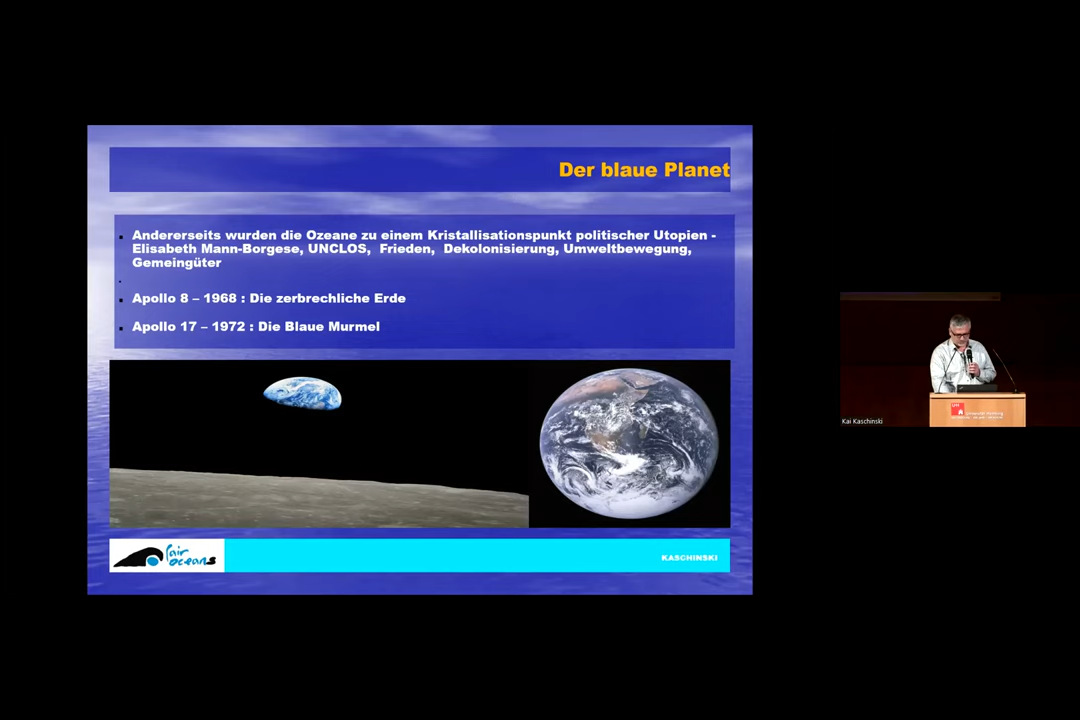 Der blaue Planet
Andererseits wurden die Ozeane zu einem Kristallisationspunkt politischer Utopien -
Elisabeth Mann-Borgese, UNCLOS, Frieden, Dekolonisierung, Umweltbewegung,
Gemeingüter
Apollo 8 – 1968 : Die zerbrechliche Erde
Apollo 17 – 1972 : Die Blaue Murmel
fair
oceans
KASCHINSKI
Kai Kaschinski